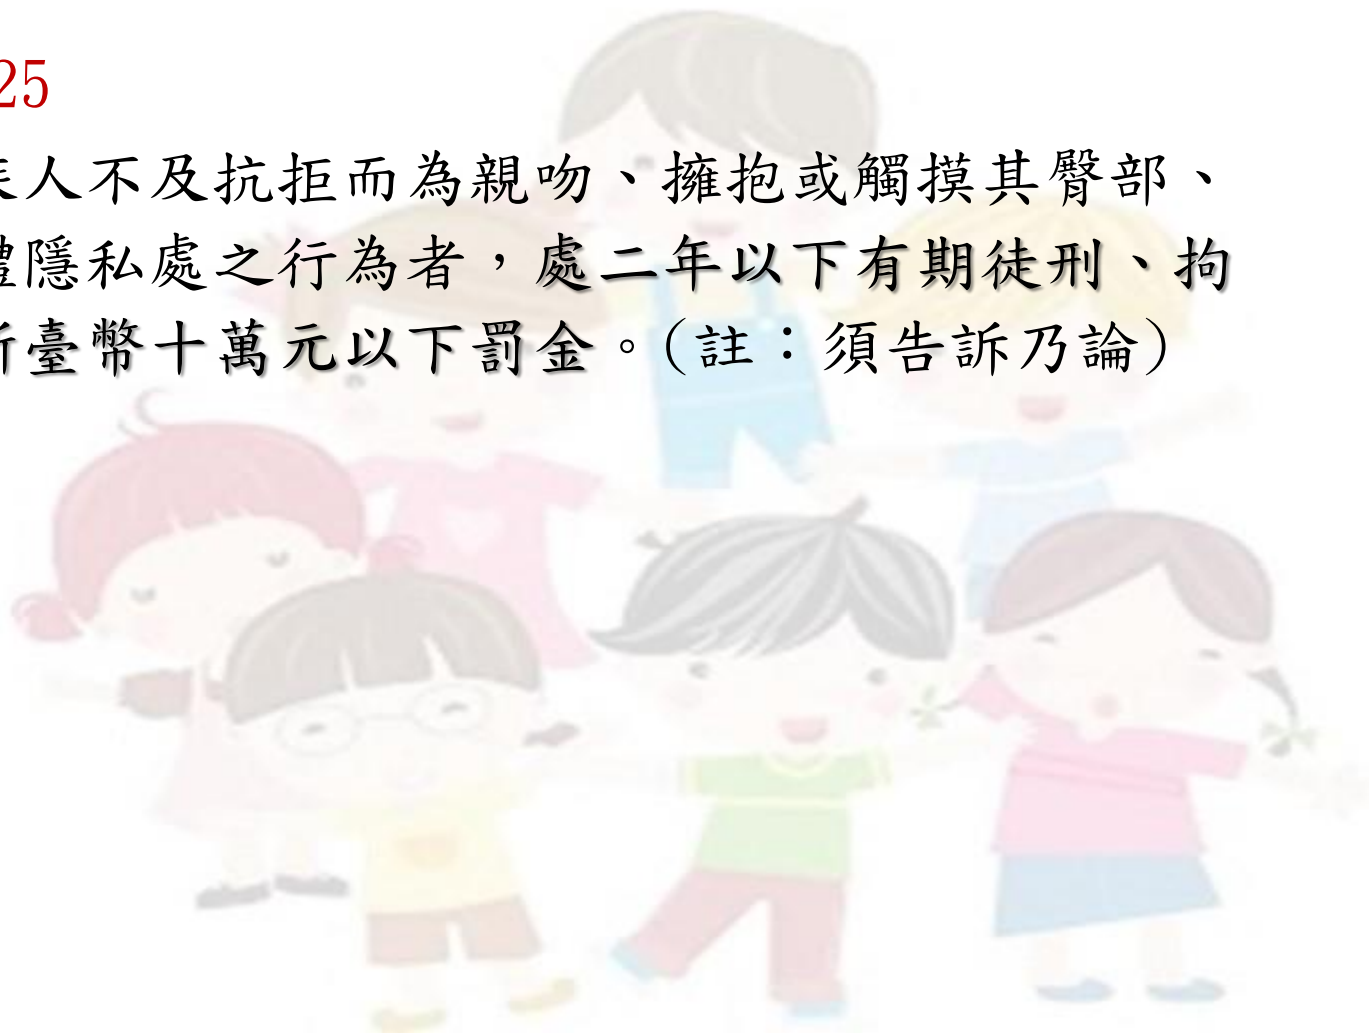 25
人不及抗拒而為親吻、擁抱或觸摸其臀部、
隱私處之行為者，處二年以下有期徒刑、拘
臺幣十萬元以下罰金。(註：須告訴乃論)